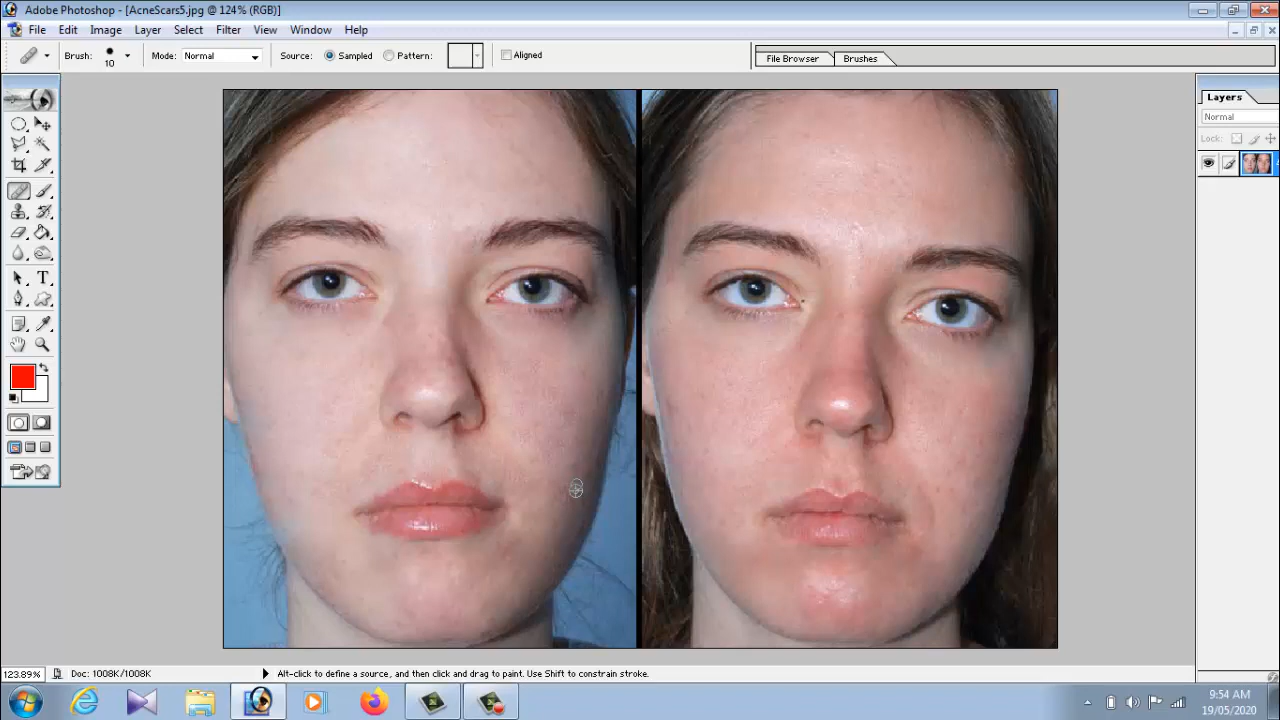 Adobe Photoshop - [AcneScars5.jpg @ 124% (RGB)]
File Edit Image Layer Select Filter View Window Help
Brush: 10 Mode: Normal Source: Sampled Pattern: Aligned File Browser Brushes
Layers
Normal
Lock:
T
123.89% Doc: 1008K/1008K Alt-click to define a source, and then click and drag to paint. Use Shift to constrain stroke.
9:54 AM
19/05/2020